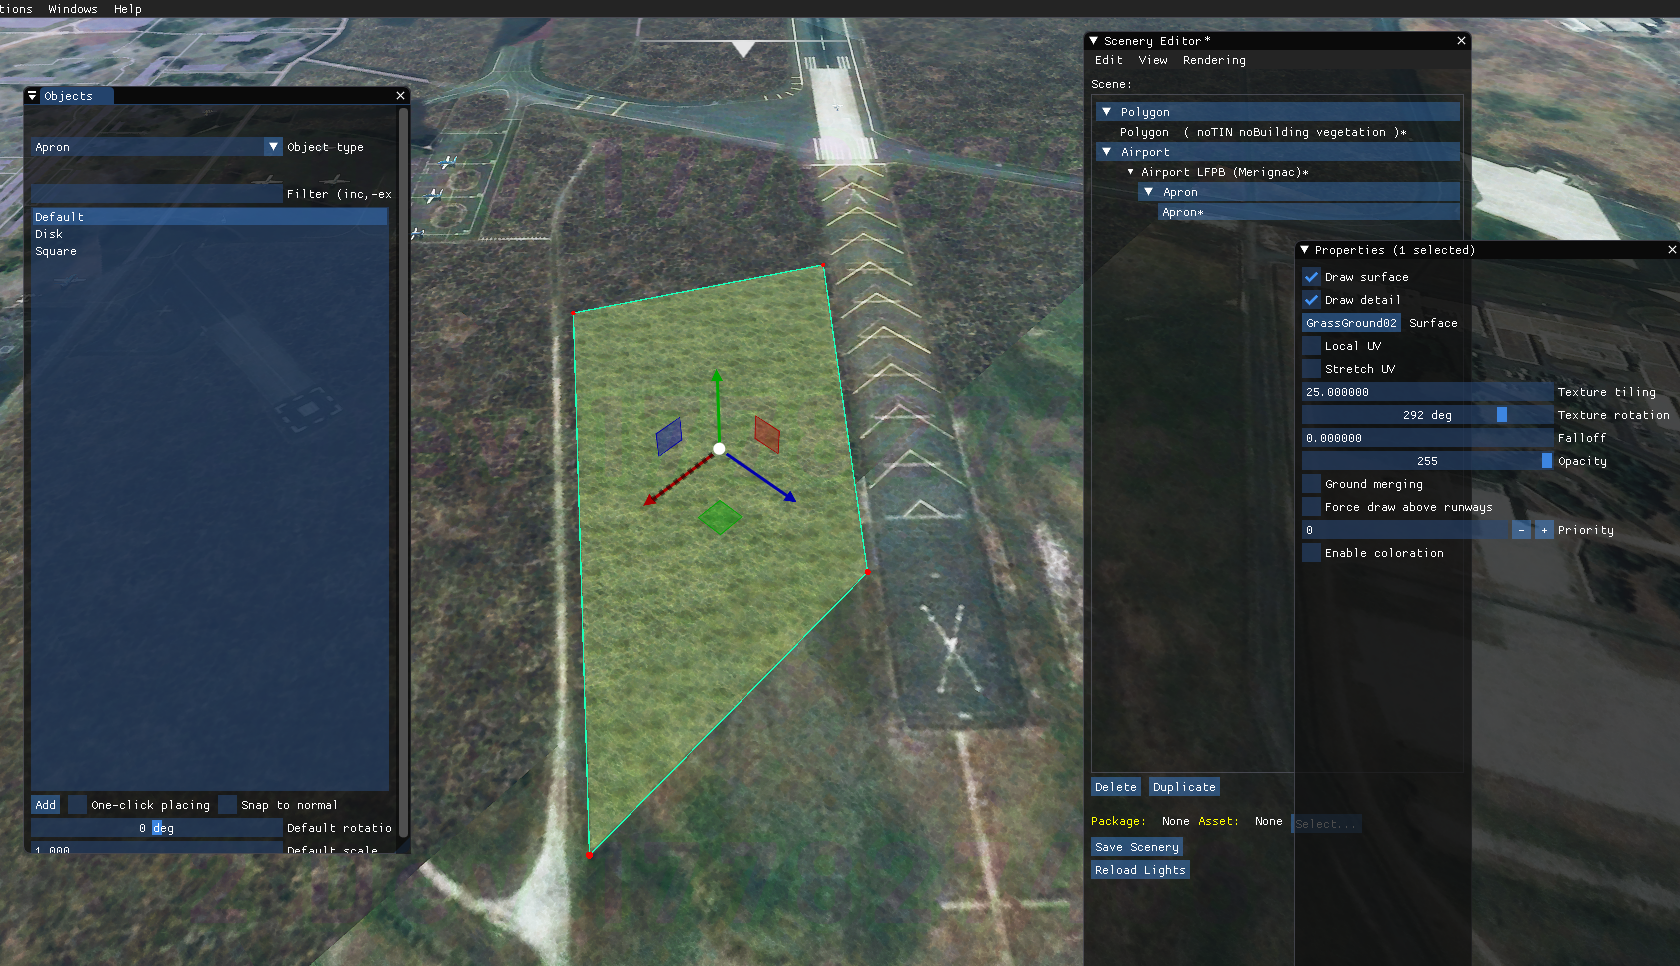 tions Windows Help
Objects
Apron Object type
Filter (inc,-ex
Default
Disk
Square
Add One-click placing Snap to normal
0 deg Default rotatio
1.000 Default scale
Scenery Editor*
Edit View Rendering
Scene:
Polygon
Polygon ( noTIN noBuilding vegetation )*
Airport
Airport LFPB (Merignac)*
Apron
Apron*
Delete Duplicate
Package: None Asset: None Select...
Save Scenery
Reload Lights
Properties (1 selected)
Draw surface
Draw detail
GrassGround02 Surface
Local UV
Stretch UV
25.000000 Texture tiling
292 deg Texture rotation
0.000000 Falloff
255 Opacity
Ground merging
Force draw above runways
0 - + Priority
Enable coloration